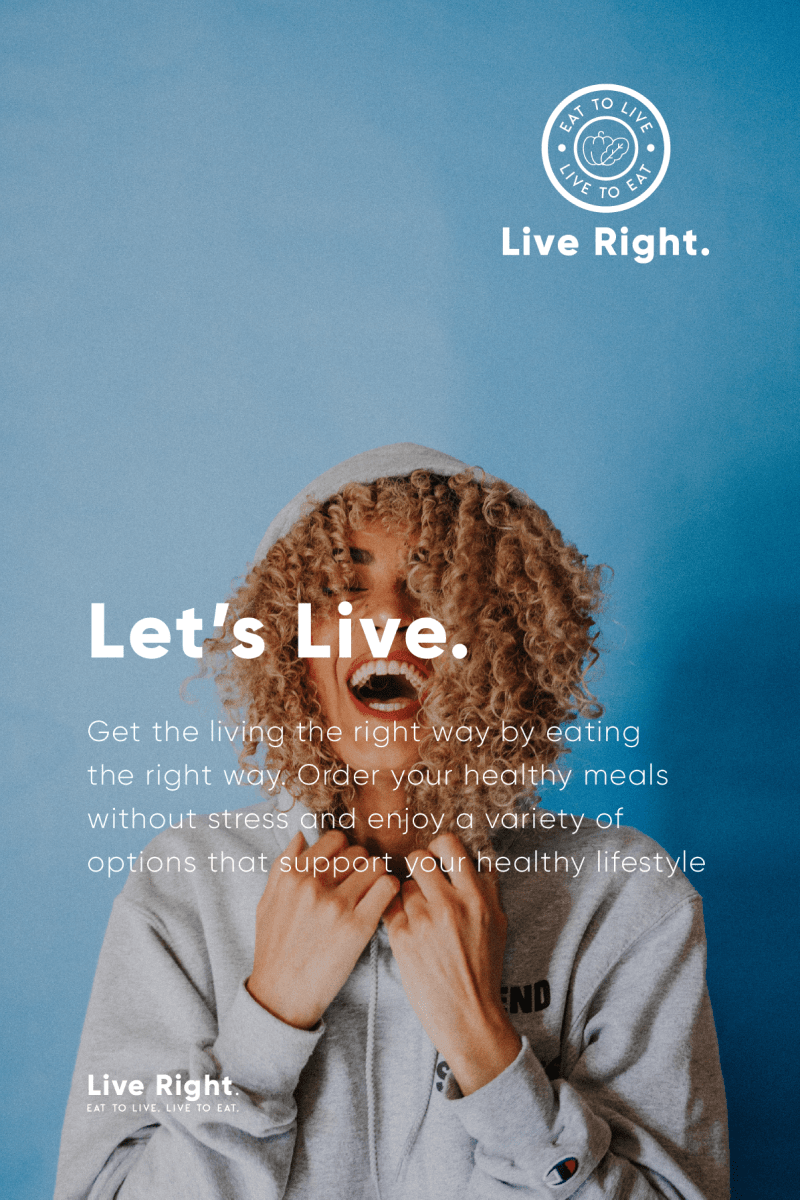 EAT TO LIVE
LIVE TO EAT
Live Right.
Let's Live.
Get the living the right way by eating
the right way. Order your healthy meals
without stress and enjoy a variety of
options that support your healthy lifestyle
END
Live Right.
EAT TO LIVE. LIVE TO EAT.